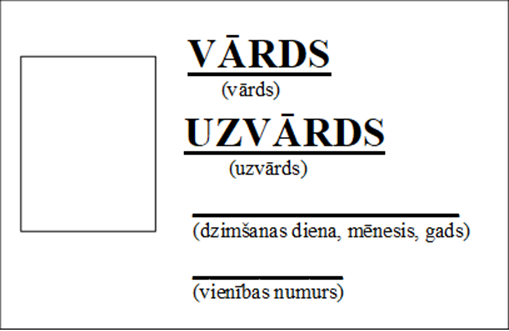 VĀRDS
(vārds)
UZVĀRDS
(uzvārds)
(dzimšanas diena, mēnesis, gads)
(vienības numurs)